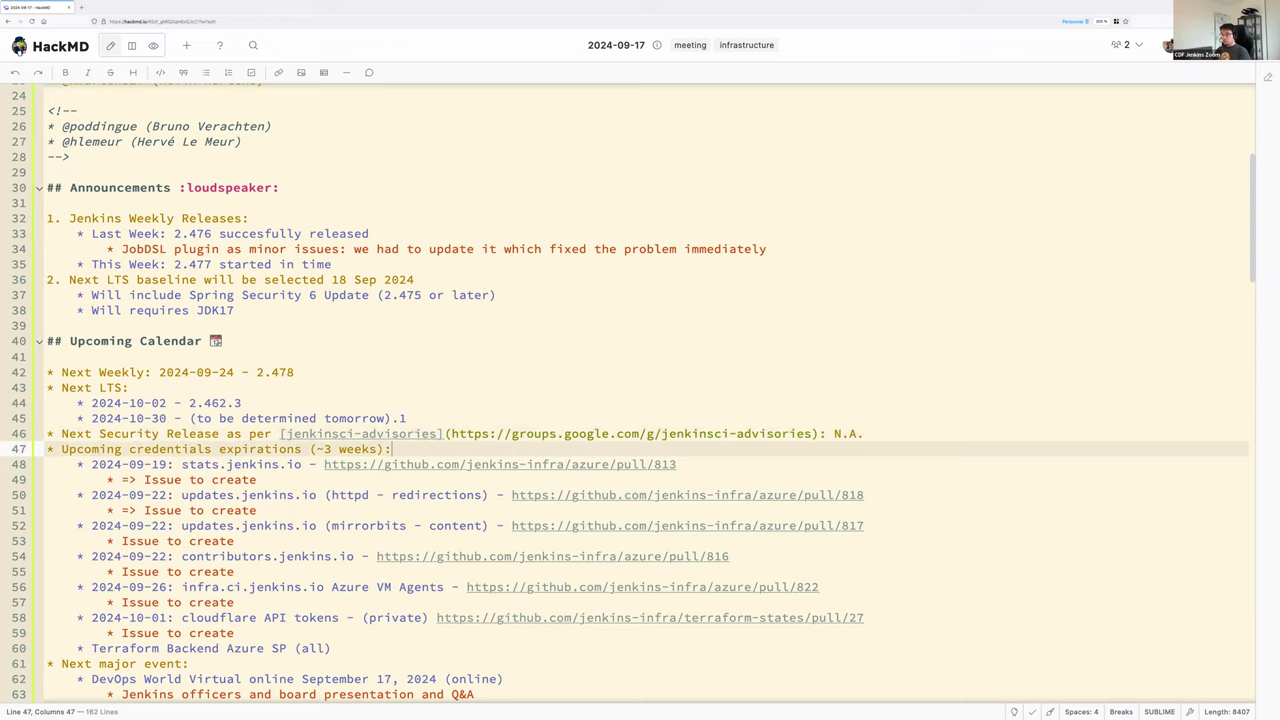 2024-09-17 - HackMD
Personnel
HackMD
2024-09-17
meeting
infrastructure
2
CDF Jenkins Zoom
24
25 <!--
26 * @poddingue (Bruno Verachten)
27 * @hlemeur (Hervé Le Meur)
28 -->
29
30 ## Announcements :loudspeaker:
31
32 1. Jenkins Weekly Releases:
33 * Last Week: 2.476 succesfully released
34 * JobDSL plugin as minor issues: we had to update it which fixed the problem immediately
35 * This Week: 2.477 started in time
36 2. Next LTS baseline will be selected 18 Sep 2024
37 * Will include Spring Security 6 Update (2.475 or later)
38 * Will requires JDK17
39
40 ## Upcoming Calendar 📆
41
42 * Next Weekly: 2024-09-24 - 2.478
43 * Next LTS:
44 * 2024-10-02 - 2.462.3
45 * 2024-10-30 - (to be determined tomorrow).1
46 * Next Security Release as per [jenkinsci-advisories](https://groups.google.com/g/jenkinsci-advisories): N.A.
47 * Upcoming credentials expirations (~3 weeks):
48 * 2024-09-19: stats.jenkins.io - https://github.com/jenkins-infra/azure/pull/813
49 * => Issue to create
50 * 2024-09-22: updates.jenkins.io (httpd - redirections) - https://github.com/jenkins-infra/azure/pull/818
51 * => Issue to create
52 * 2024-09-22: updates.jenkins.io (mirrorbits - content) - https://github.com/jenkins-infra/azure/pull/817
53 * Issue to create
54 * 2024-09-22: contributors.jenkins.io - https://github.com/jenkins-infra/azure/pull/816
55 * Issue to create
56 * 2024-09-26: infra.ci.jenkins.io Azure VM Agents - https://github.com/jenkins-infra/azure/pull/822
57 * Issue to create
58 * 2024-10-01: cloudflare API tokens - (private) https://github.com/jenkins-infra/terraform-states/pull/27
59 * Issue to create
60 * Terraform Backend Azure SP (all)
61 * Next major event:
62 * DevOps World Virtual online September 17, 2024 (online)
63 * Jenkins officers and board presentation and Q&A
Line 47, Columns 47 — 162 Lines
Spaces: 4
Breaks
SUBLIME
Length: 8407